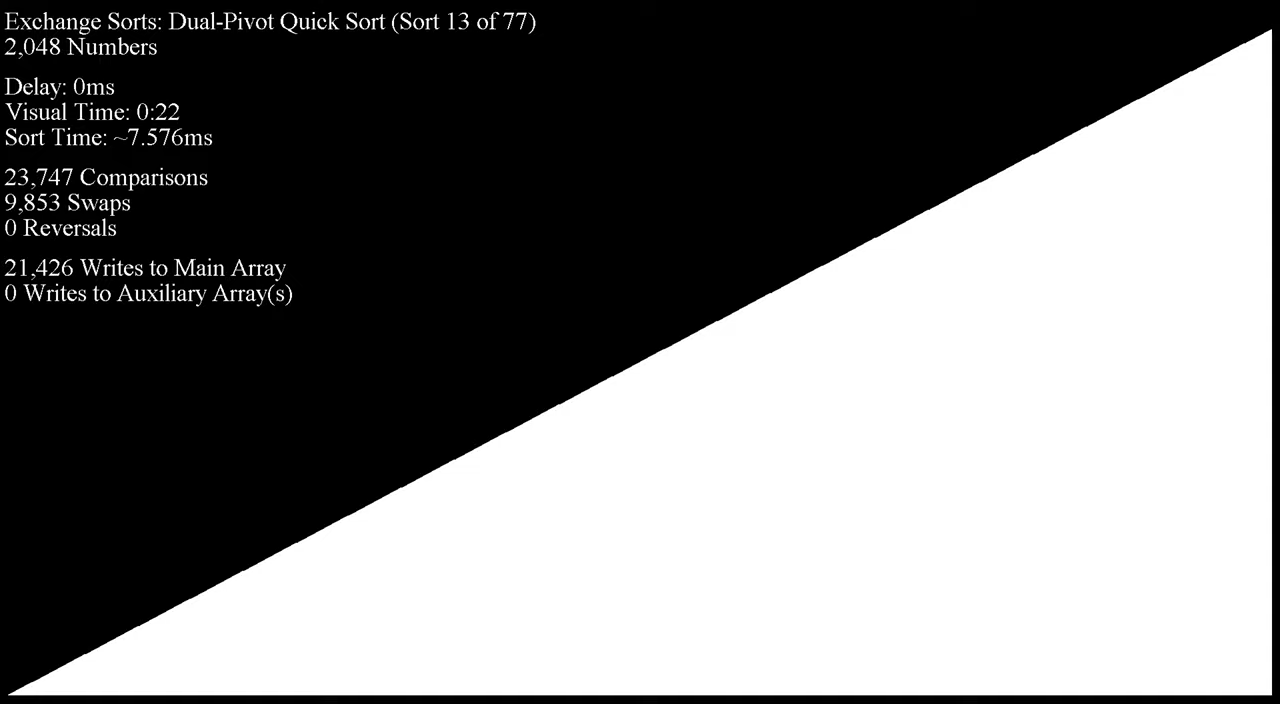 Exchange Sorts: Dual-Pivot Quick Sort (Sort 13 of 77)
2,048 Numbers
Delay: 0ms
Visual Time: 0:22
Sort Time: ~7.576ms
23,747 Comparisons
9,853 Swaps
0 Reversals
21,426 Writes to Main Array
0 Writes to Auxiliary Array(s)